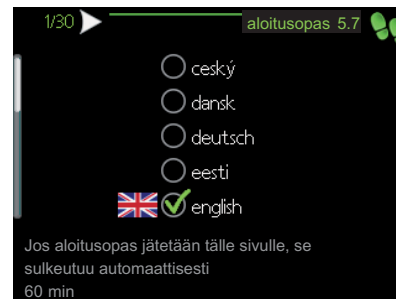 1/30
aloitusopas 5.7
ceský
dansk
deutsch
eesti
english
Jos aloitusopas jätetään tälle sivulle, se
sulkeutuu automaattisesti
60 min